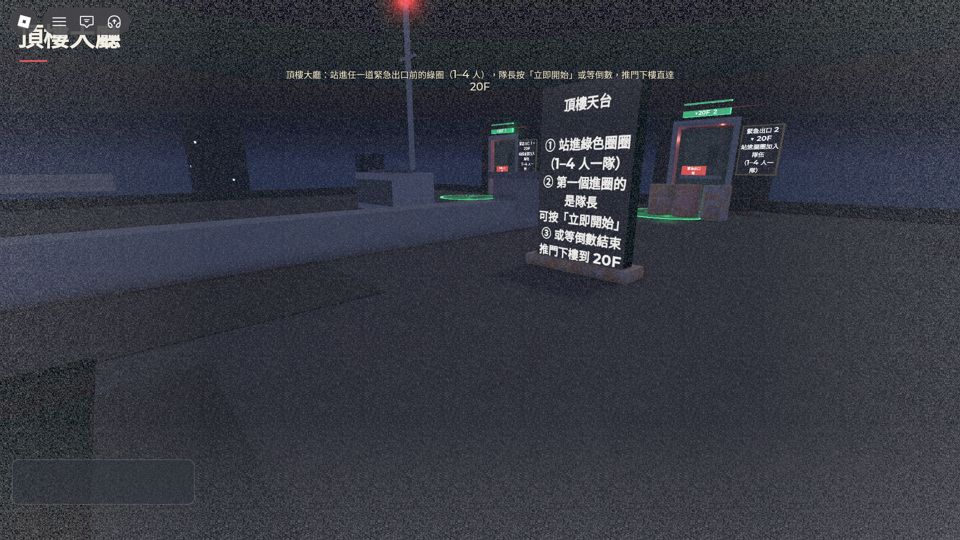 頂樓大廳
頂樓大廳：站進任一道緊急出口前的綠圈（1–4 人），隊長按「立即開始」或等倒數，推門下樓直達
20F
頂樓天台
① 站進綠色圈圈
（1–4 人一隊）
② 第一個進圈的
是隊長
可按「立即開始」
③ 或等倒數結束
推門下樓到 20F
緊急出口 2
▼ 20F
站進圈圈加入
隊伍
（1–4 人一
隊）